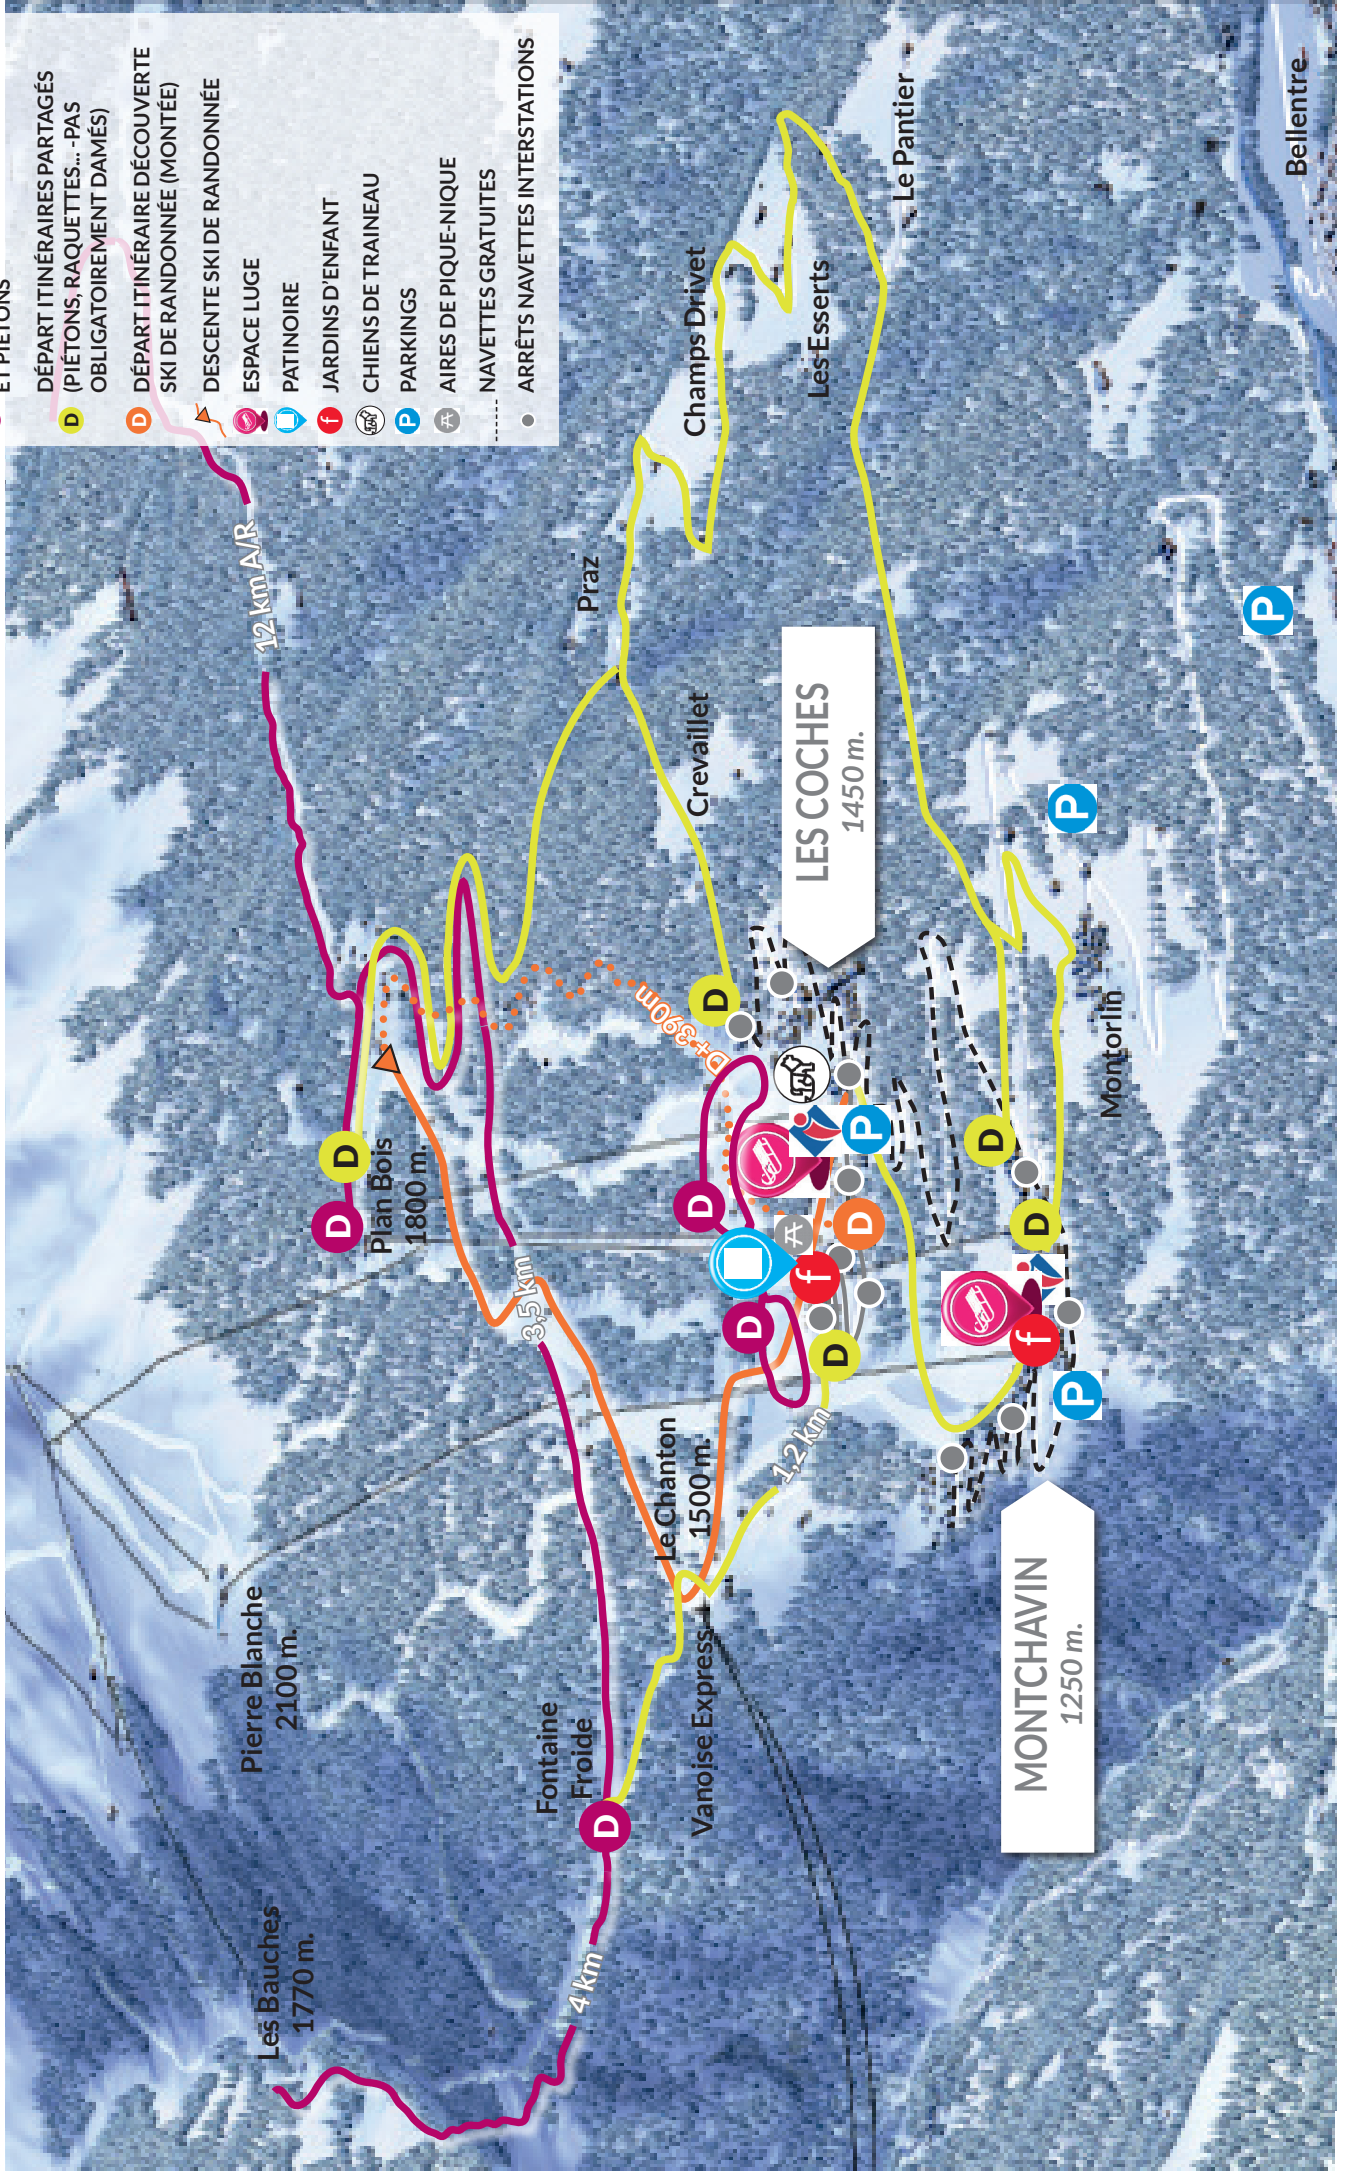 ET PIÉTONS
D
DÉPART ITINÉRAIRES PARTAGÉS
(PIÉTONS, RAQUETTES... -PAS
OBLIGATOIREMENT DAMÉS)
D
DÉPART ITINÉRAIRE DÉCOUVERTE
SKI DE RANDONNÉE (MONTÉE)
DESCENTE SKI DE RANDONNÉE
ESPACE LUGE
PATINOIRE
f
JARDINS D'ENFANT
CHIENS DE TRAINEAU
P
PARKINGS
AIRES DE PIQUE-NIQUE
NAVETTES GRATUITES
ARRÊTS NAVETTES INTERSTATIONS
Les Bauches
1770 m.
Pierre Blanche
2100 m.
12 km A/R
D
D
Plan Bois
1800 m.
3,5 km
Fontaine
Froide
D
4 km
Praz
D+390m
Le Chanton
1500 m.
Vanoise Express
Crevaillet
Champs Drivet
Les Esserts
Le Pantier
Bellentre
D
D
D
f
D
P
D
1,2 km
LES COCHES
1450 m.
D
D
f
P
MONTCHAVIN
1250 m.
Montorlin
P
P